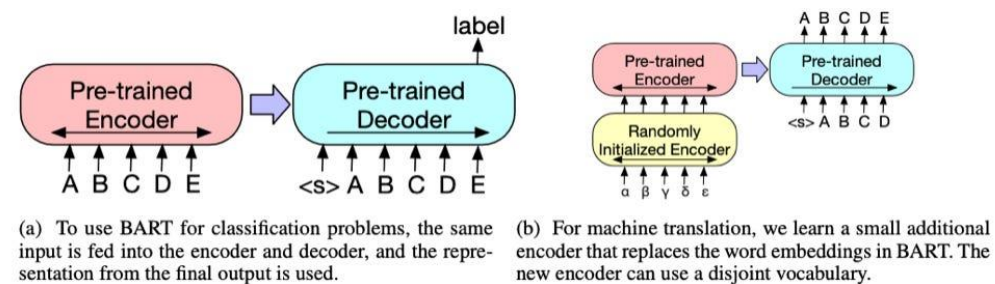 label
Pre-trained
Encoder
Pre-trained
Decoder
A B C D E
<s> A B C D E
(a) To use BART for classification problems, the same
input is fed into the encoder and decoder, and the repre-
sentation from the final output is used.
A B C D E
Pre-trained
Encoder
Pre-trained
Decoder
<s> A B C D
Randomly
Initialized Encoder
α β γ δ ε
(b) For machine translation, we learn a small additional
encoder that replaces the word embeddings in BART. The
new encoder can use a disjoint vocabulary.